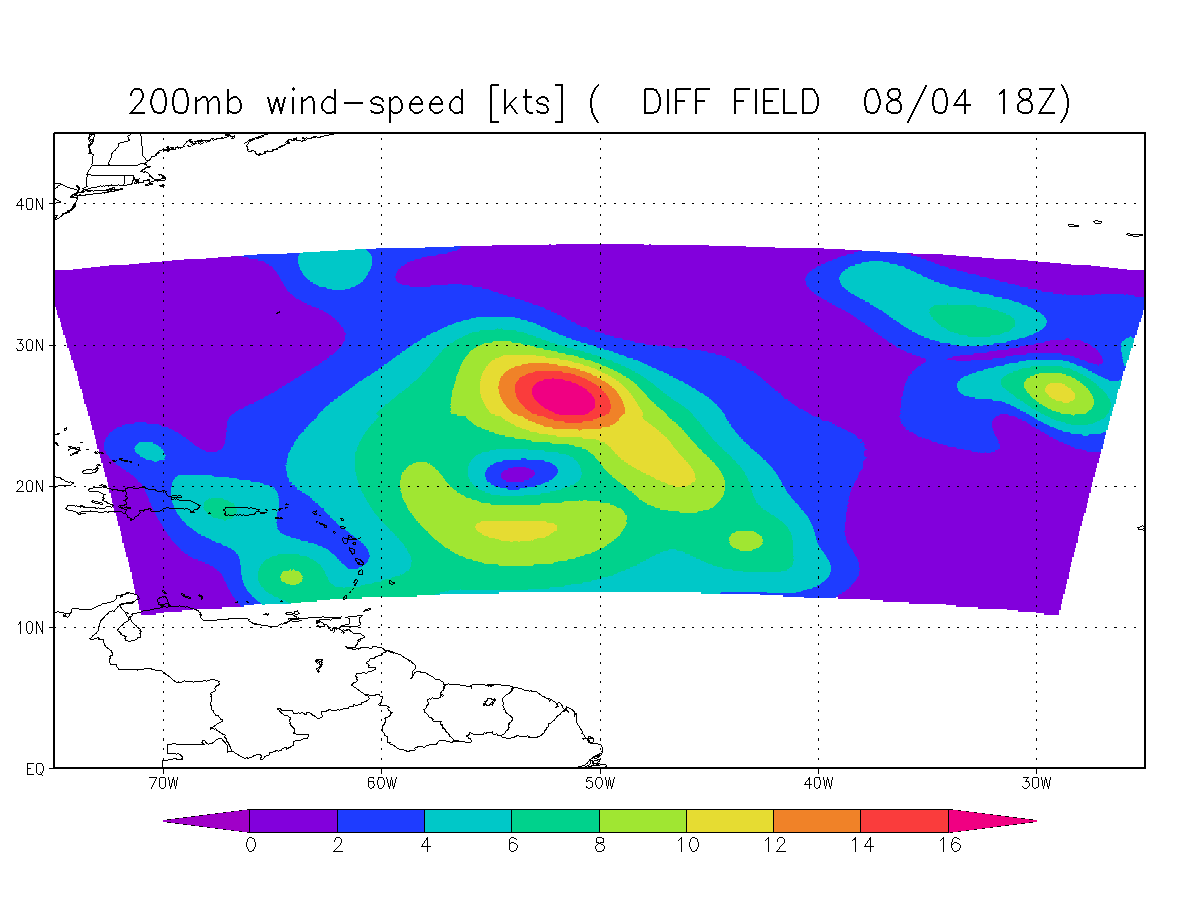 200mb wind-speed [kts] ( DIFF FIELD 08/04 18Z)
40N
30N
20N
10N
EQ
70W 60W 50W 40W 30W
0 2 4 6 8 10 12 14 16